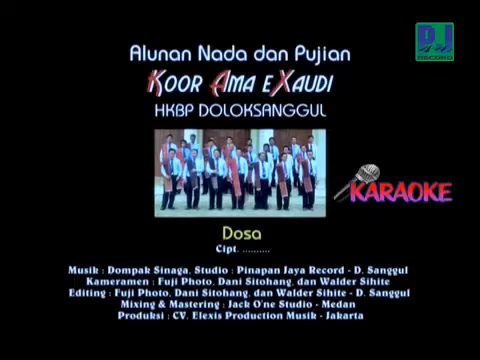 PJ
RECORD
Alunan Nada dan Pujian
KOOR AMA EXAUDI
HKBP DOLOKSANGGUL
KARAOKE
Dosa
Cipt. ..........
Musik : Dompak Sinaga, Studio : Pinapan Jaya Record - D. Sanggul
Kameramen : Fuji Photo, Dani Sitohang, dan Walder Sihite
Editing : Fuji Photo, Dani Sitohang, dan Walder Sihite - D. Sanggul
Mixing & Mastering : Jack O'ne Studio - Medan
Produksi : CV. Elexis Production Musik - Jakarta